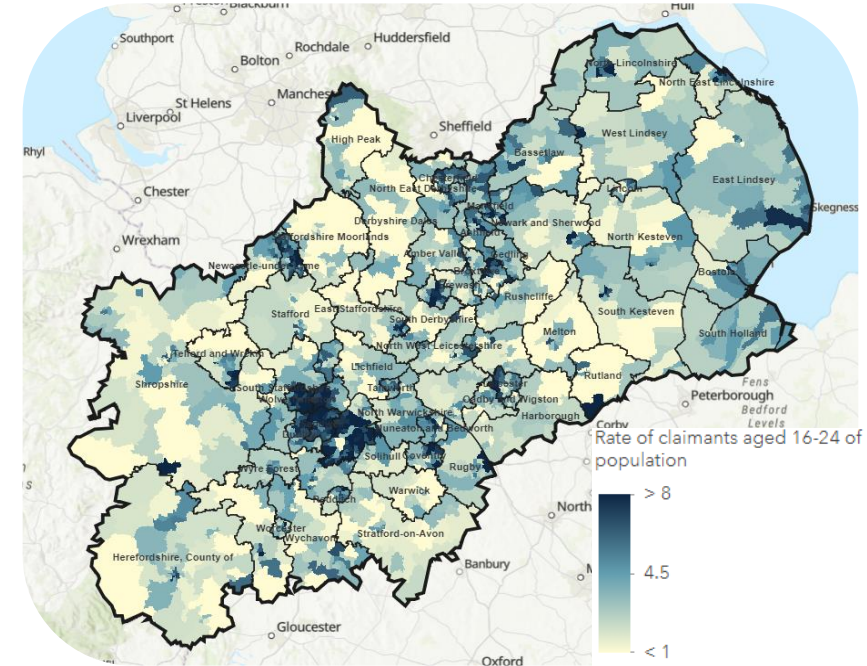 Blackburn
Hull
Southport
Rochdale
Huddersfield
Bolton
North Lincolnshire
North East Lincolnshire
St Helens
Manches
Liverpool
Sheffield
High Peak
West Lindsey
Rhyl
Bassetlaw
Chester
North East Derbyshire
Lincoln
East Lindsey
Mansfield
Skegness
Derbyshire Dales
Newark and Sherwood
Wrexham
Staffordshire Moorlands
North Kesteven
Amber Valley
Gedling
Newcastle-under-Lyme
Boston
Rushcliffe
Stafford
East Staffordshire
South Derbyshire
South Kesteven
Melton
South Holland
North West Leicestershire
Telford and Wrekin
Lichfield
Rutland
Shropshire
South Staffordshire
Tamworth
Leicester
Fens
Peterborough
Oadby and Wigston
Bedford
Levels
North Warwickshire
Harborough
Corby
Nuneaton and Bedworth
Rate of claimants aged 16-24 of
population
Solihull
Coventry
Wyre Forest
Rugby
Redditch
Warwick
> 8
North
Worcester
Wychavon
Stratford-on-Avon
Herefordshire, County of
Banbury
4.5
Gloucester
< 1
Oxford